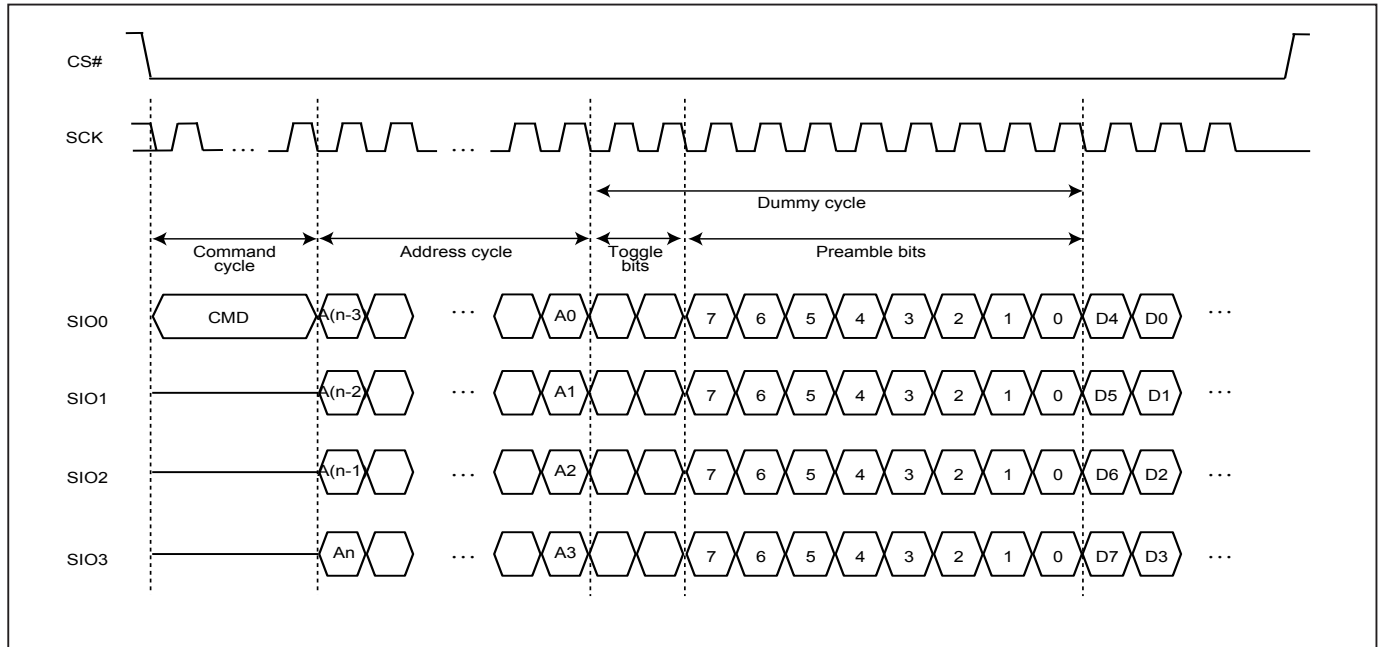 CS#
SCK
...
...
Dummy cycle
Command cycle
Address cycle
Toggle bits
Preamble bits
SIO0
CMD
A(n-3)
...
A0
7 6 5 4 3 2 1 0
D4 D0
...
SIO1
A(n-2)
...
A1
7 6 5 4 3 2 1 0
D5 D1
...
SIO2
A(n-1)
...
A2
7 6 5 4 3 2 1 0
D6 D2
...
SIO3
An
...
A3
7 6 5 4 3 2 1 0
D7 D3
...